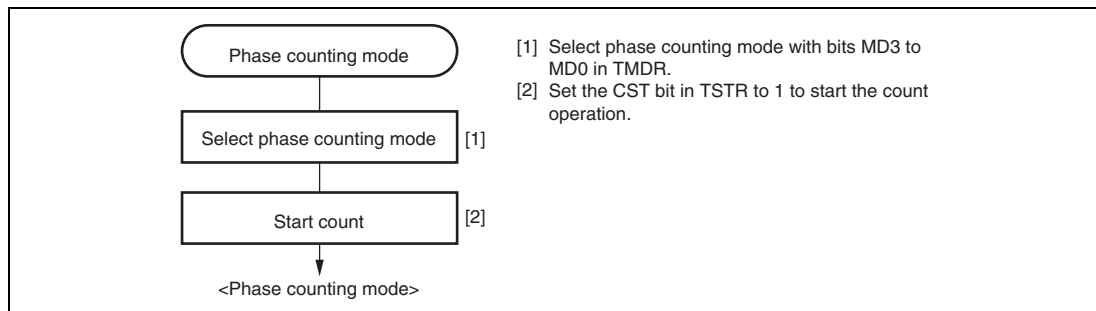 Phase counting mode
Select phase counting mode [1]
Start count [2]
<Phase counting mode>
[1] Select phase counting mode with bits MD3 to
MD0 in TMDR.
[2] Set the CST bit in TSTR to 1 to start the count
operation.